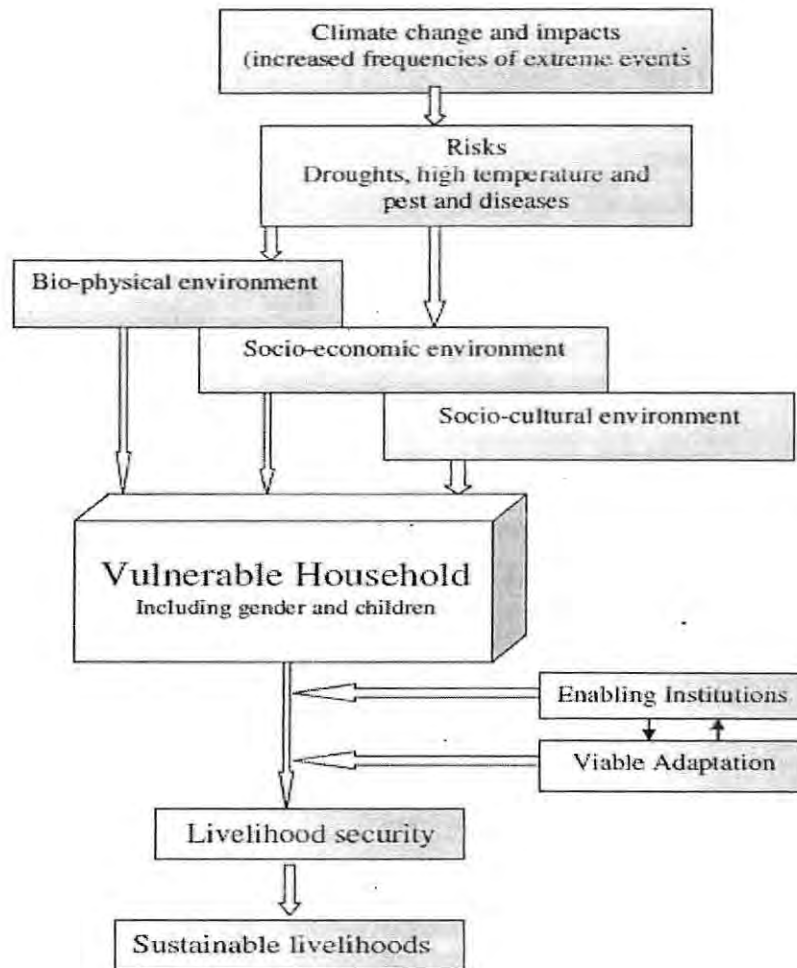 Climate change and impacts
(increased frequencies of extreme events
Risks
Droughts, high temperature and
pest and diseases
Bio-physical environment
Socio-economic environment
Socio-cultural environment
Vulnerable Household
Including gender and children
Enabling Institutions
Viable Adaptation
Livelihood security
Sustainable livelihoods